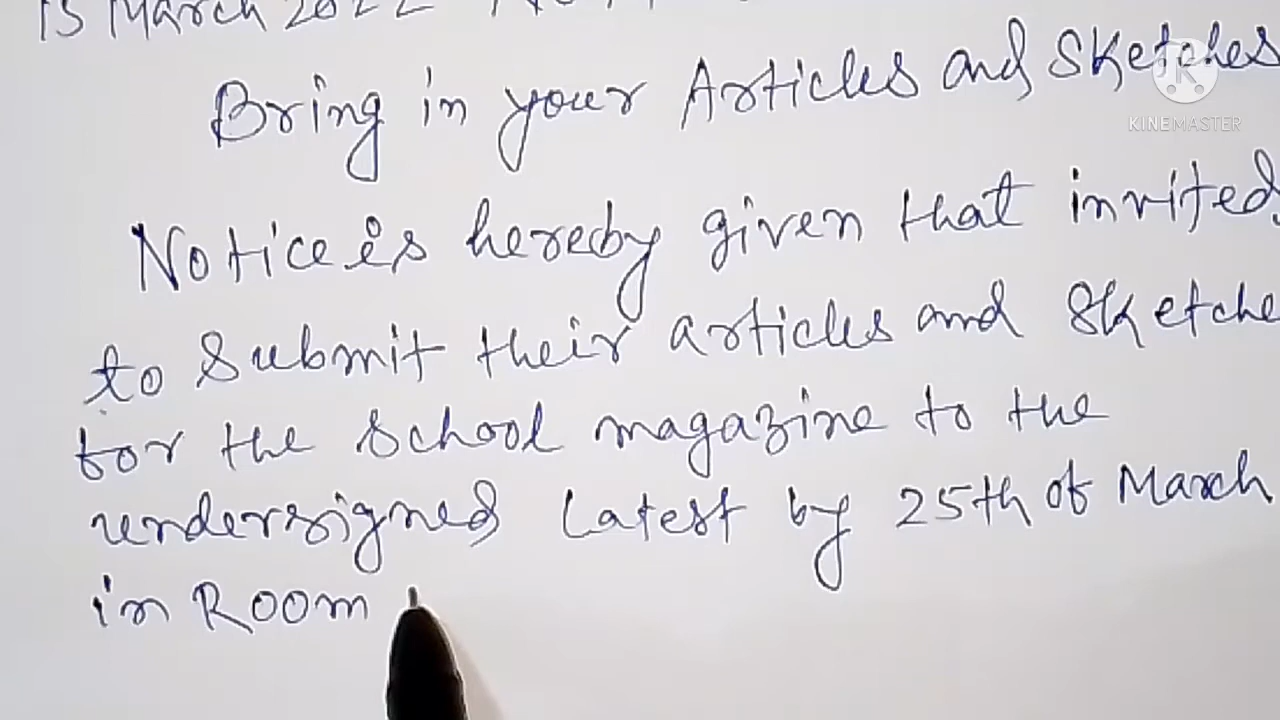 15 March 2022
Bring in your Articles and Sketches
Notice is hereby given that invited
to submit their articles and sketche
for the school magazine to the
undersigned latest by 25th of March
in Room
KINEMASTER